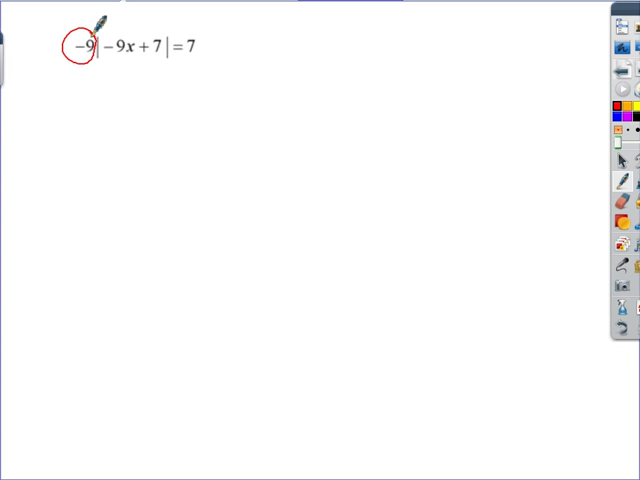 −9| −9x + 7 | = 7